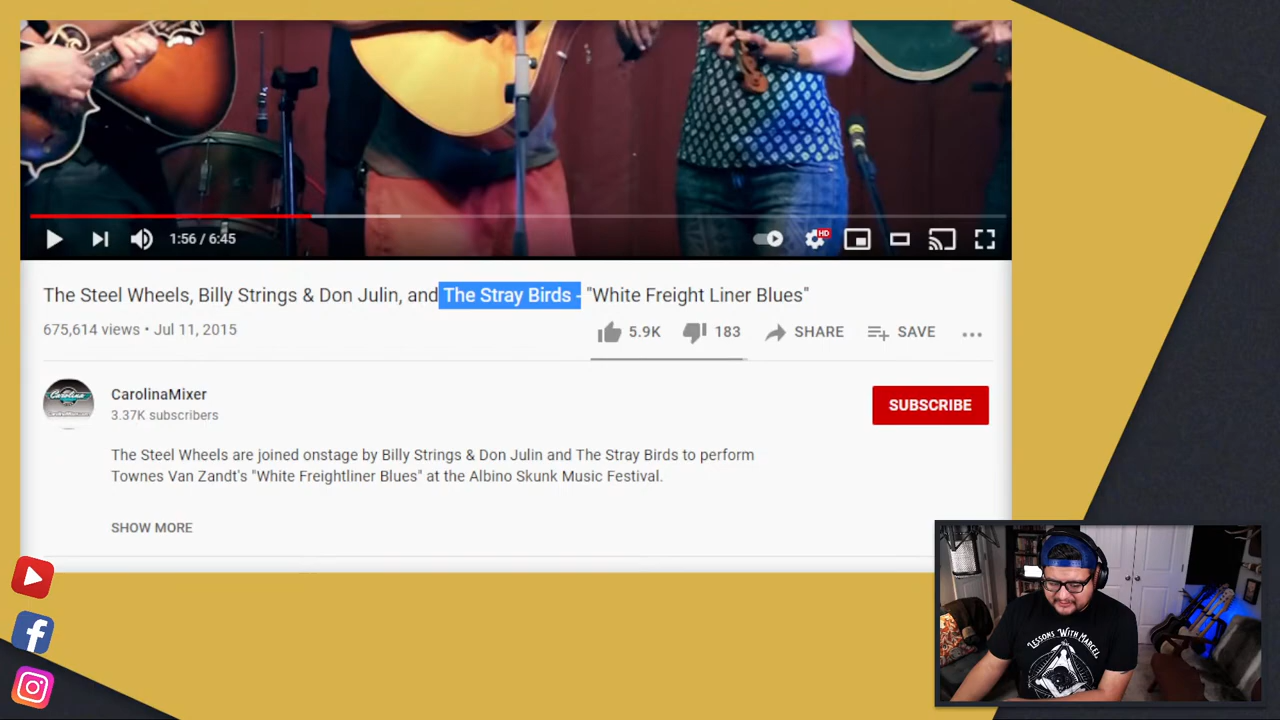 1:56 / 6:45
HD
The Steel Wheels, Billy Strings & Don Julin, and The Stray Birds - "White Freight Liner Blues"
675,614 views • Jul 11, 2015
5.9K
183
SHARE
SAVE
CarolinaMixer
3.37K subscribers
SUBSCRIBE
The Steel Wheels are joined onstage by Billy Strings & Don Julin and The Stray Birds to perform
Townes Van Zandt's "White Freightliner Blues" at the Albino Skunk Music Festival.
SHOW MORE
LESSONS WITH MARCEL